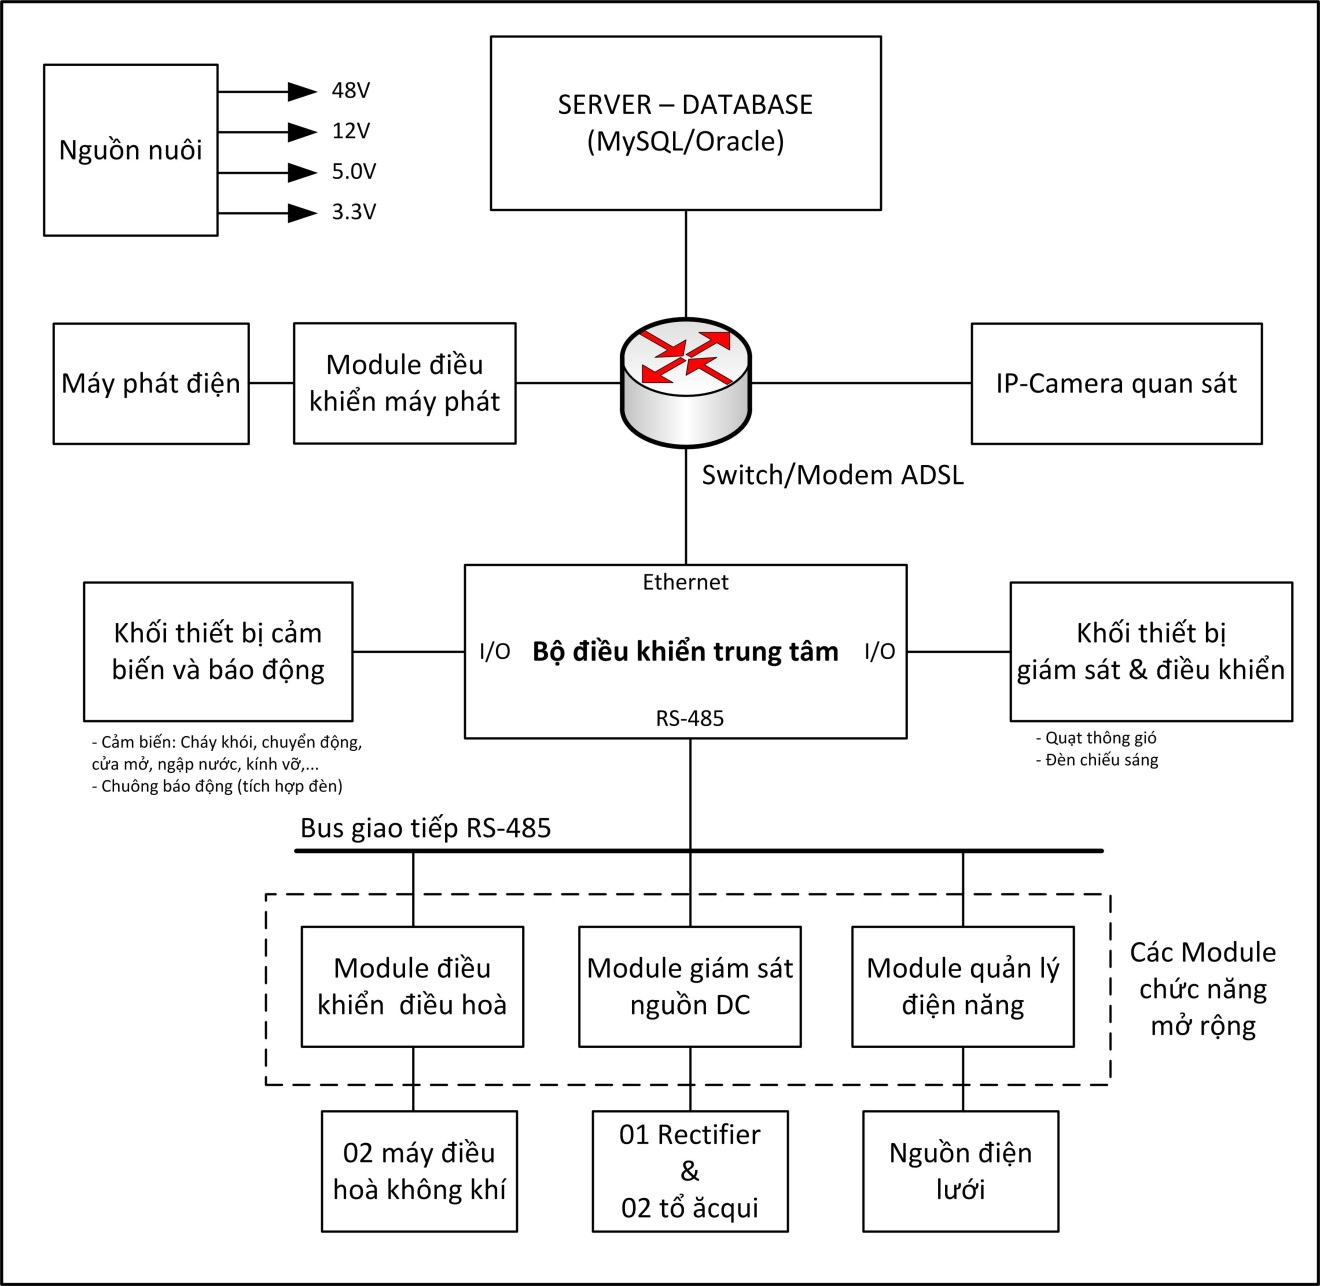 Nguồn nuôi
48V
12V
5.0V
3.3V
SERVER – DATABASE
(MySQL/Oracle)
Máy phát điện
Module điều
khiển máy phát
IP-Camera quan sát
Switch/Modem ADSL
Khối thiết bị cảm
biến và báo động
- Cảm biến: Cháy khói, chuyển động,
cửa mở, ngập nước, kính vỡ,...
- Chuông báo động (tích hợp đèn)
Ethernet
I/O
Bộ điều khiển trung tâm
I/O
RS-485
Khối thiết bị
giám sát & điều khiển
- Quạt thông gió
- Đèn chiếu sáng
Bus giao tiếp RS-485
Module điều
khiển điều hoà
Module giám sát
nguồn DC
Module quản lý
điện năng
Các Module
chức năng
mở rộng
02 máy điều
hoà không khí
01 Rectifier
&
02 tổ ăcqui
Nguồn điện
lưới